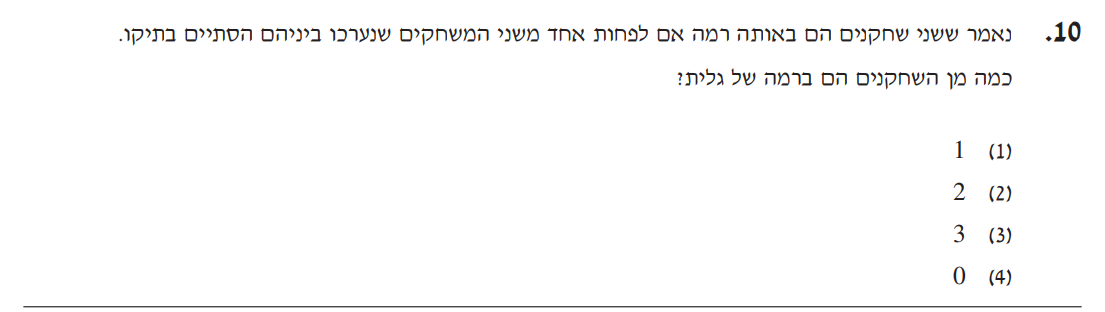 10. נאמר ששני שחקנים הם באותה רמה אם לפחות אחד משני המשחקים שנערכו ביניהם הסתיים בתיקו.
כמה מן השחקנים הם ברמה של גלית?
(1) 1
(2) 2
(3) 3
(4) 0